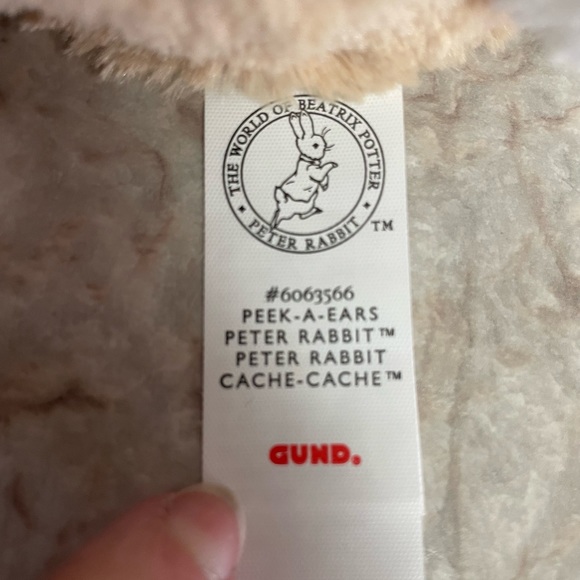 THE WORLD OF BEATRIX POTTER
• PETER RABBIT •
TM
#6063566
PEEK-A-EARS
PETER RABBIT™
PETER RABBIT
CACHE-CACHE™
GUND.